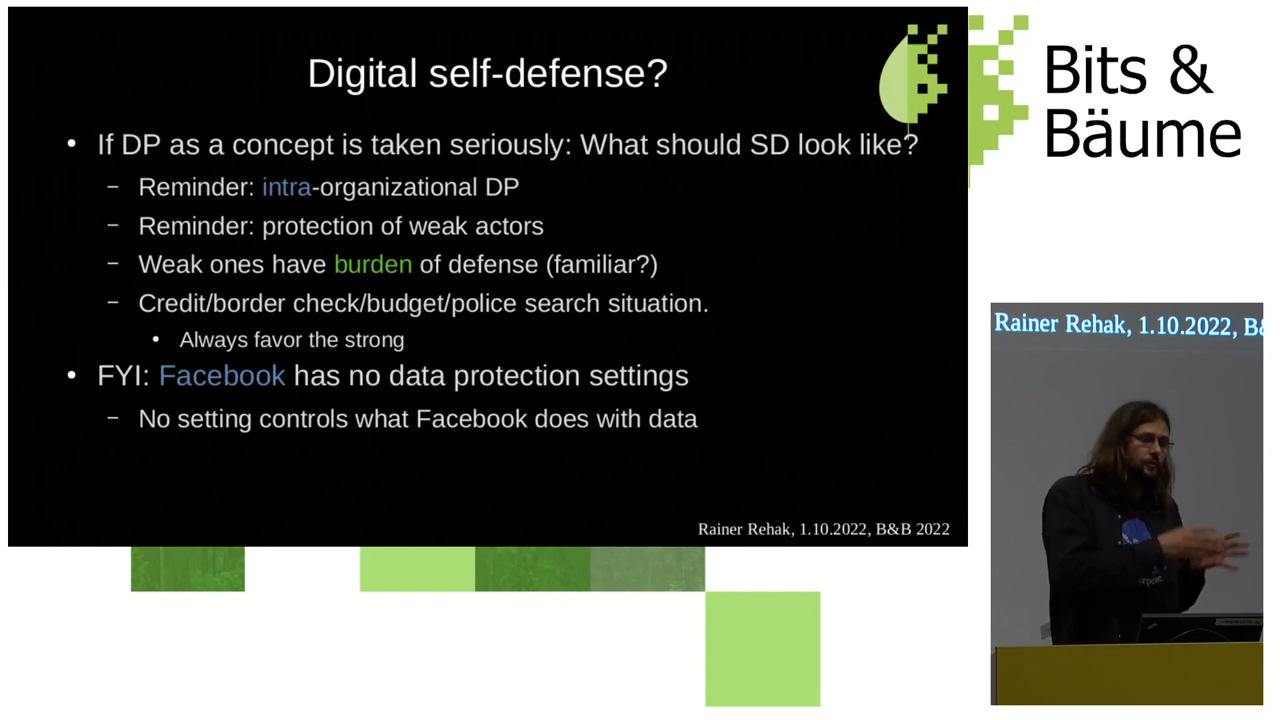 Digital self-defense?
• If DP as a concept is taken seriously: What should SD look like?
– Reminder: intra-organizational DP
– Reminder: protection of weak actors
– Weak ones have burden of defense (familiar?)
– Credit/border check/budget/police search situation.
• Always favor the strong
• FYI: Facebook has no data protection settings
– No setting controls what Facebook does with data
Rainer Rehak, 1.10.2022, B&B 2022
Bits &
Bäume
Rainer Rehak, 1.10.2022, B&